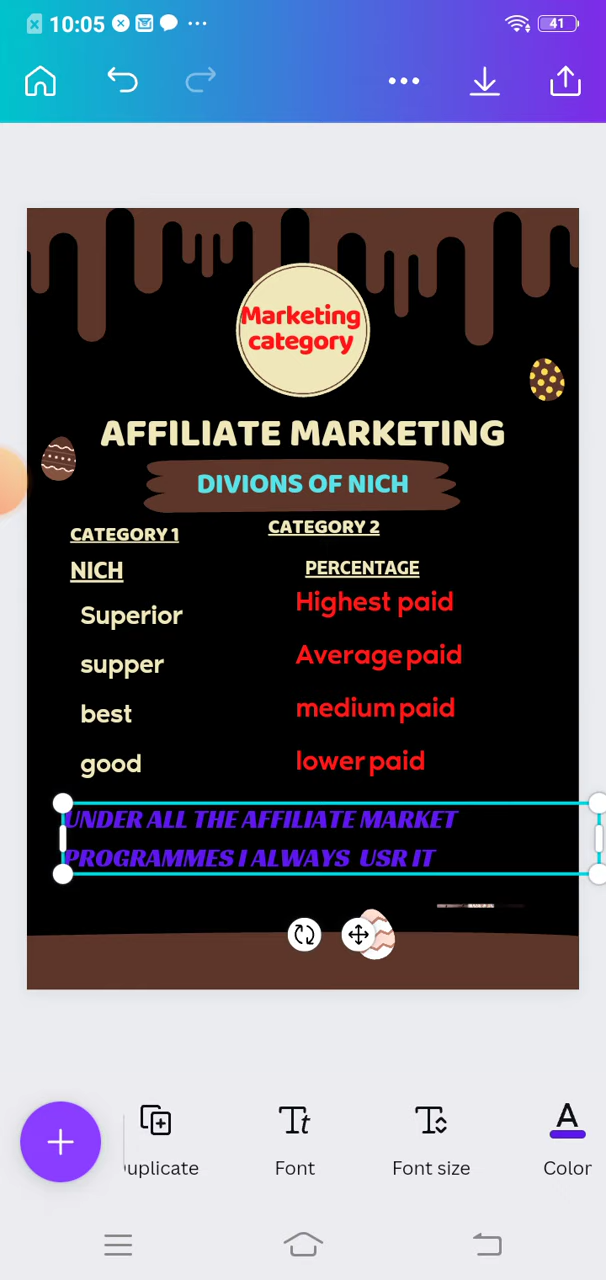 10:05
41
Marketing
category
AFFILIATE MARKETING
DIVIONS OF NICH
CATEGORY 1
CATEGORY 2
NICH
PERCENTAGE
Superior
Highest paid
supper
Average paid
best
medium paid
good
lower paid
UNDER ALL THE AFFILIATE MARKET
PROGRAMMES I ALWAYS USR IT
uplicate
Font
Font size
Color